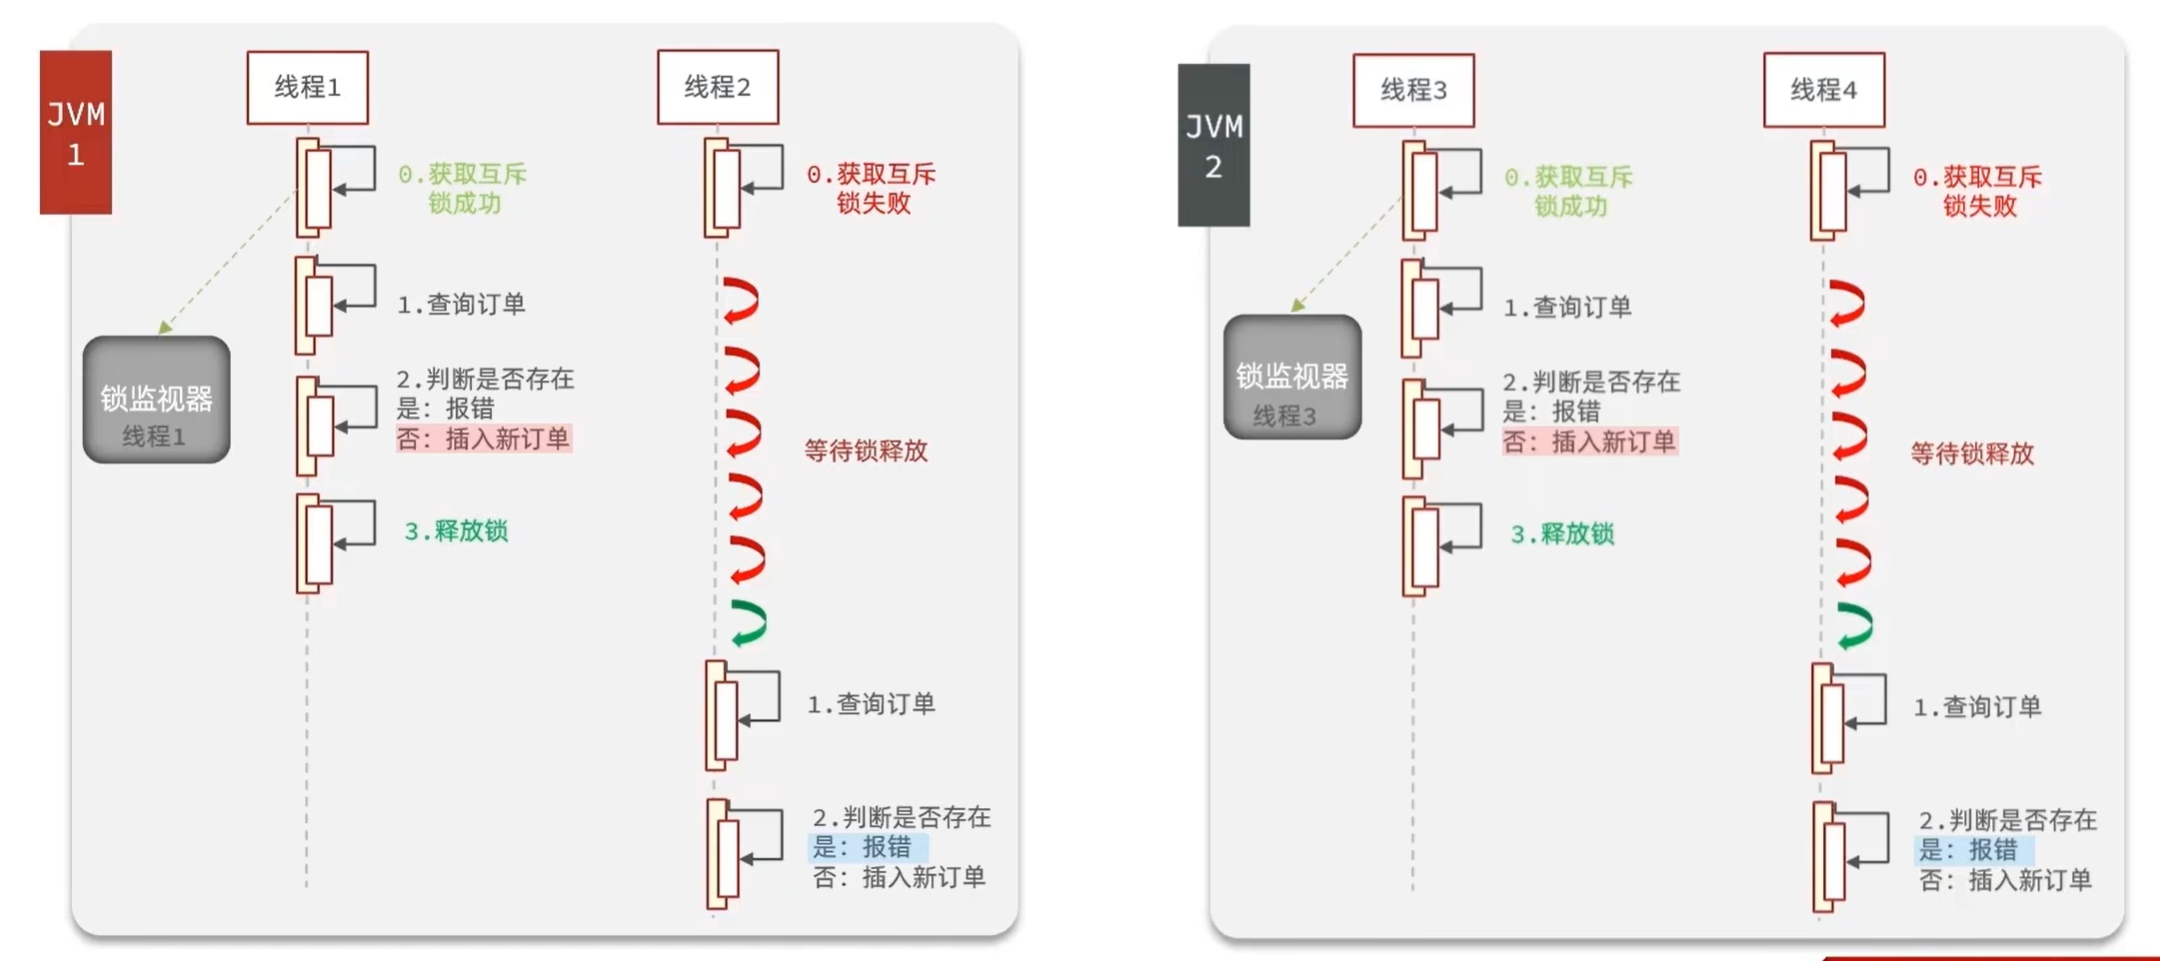 JVM
1
线程1
线程2
0.获取互斥
锁成功
0.获取互斥
锁失败
1.查询订单
锁监视器
线程1
2.判断是否存在
是：报错
否：插入新订单
等待锁释放
3.释放锁
1.查询订单
2.判断是否存在
是：报错
否：插入新订单
JVM
2
线程3
线程4
0.获取互斥
锁成功
0.获取互斥
锁失败
1.查询订单
锁监视器
线程3
2.判断是否存在
是：报错
否：插入新订单
等待锁释放
3.释放锁
1.查询订单
2.判断是否存在
是：报错
否：插入新订单